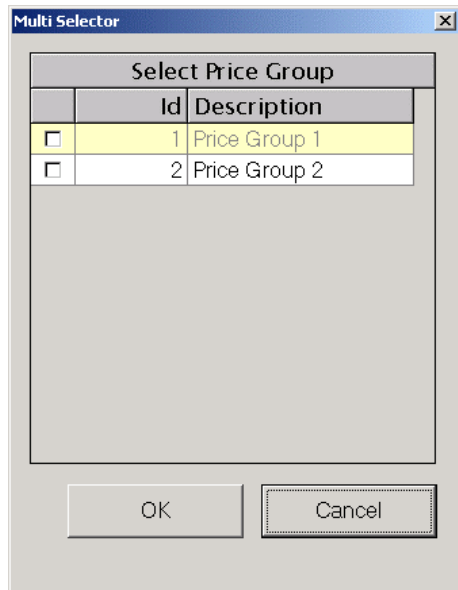 Multi Selector
Select Price Group
Id Description
1 Price Group 1
2 Price Group 2
OK Cancel